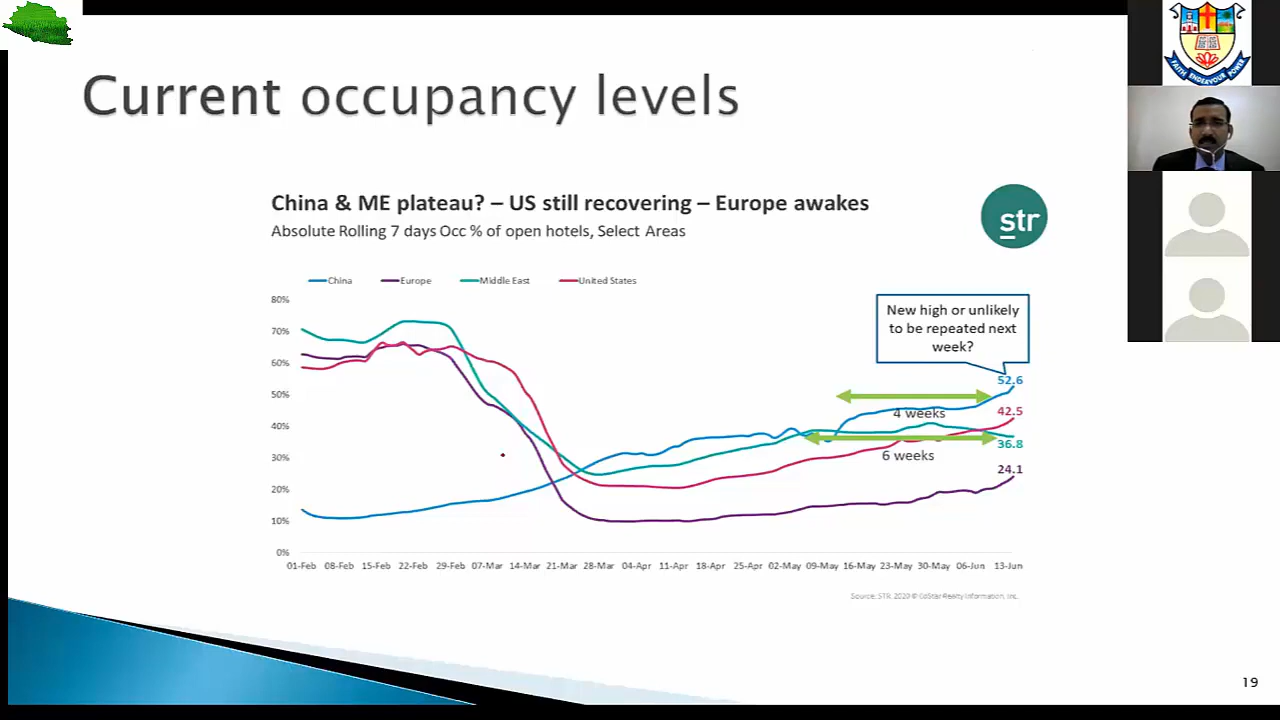 Current occupancy levels
China & ME plateau? – US still recovering – Europe awakes
Absolute Rolling 7 days Occ % of open hotels, Select Areas
str
China Europe Middle East United States
80%
70%
60%
50%
40%
30%
20%
10%
0%
New high or unlikely
to be repeated next
week?
52.6
4 weeks
42.5
36.8
6 weeks
24.1
01-Feb 08-Feb 15-Feb 22-Feb 29-Feb 07-Mar 14-Mar 21-Mar 28-Mar 04-Apr 11-Apr 18-Apr 25-Apr 02-May 09-May 16-May 23-May 30-May 06-Jun 13-Jun
Source: STR. 2020 © CoStar Realty Information, Inc.
19
FAITH ENDEAVOUR POWER